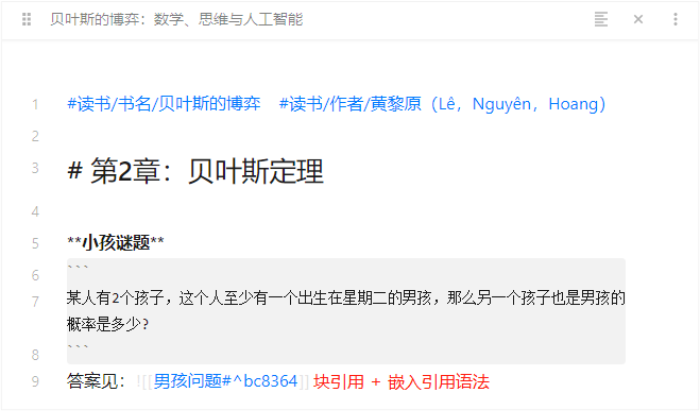 贝叶斯的博弈：数学、思维与人工智能
1 #读书/书名/贝叶斯的博弈 #读书/作者/黄黎原（Lê，Nguyên，Hoang）
2
3 # 第2章：贝叶斯定理
4
5 **小孩谜题**
6 ```
7 某人有2个孩子，这个人至少有一个出生在星期二的男孩，那么另一个孩子也是男孩的
概率是多少?
8 ```
9 答案见：![[男孩问题#^bc8364]] 块引用 + 嵌入引用语法